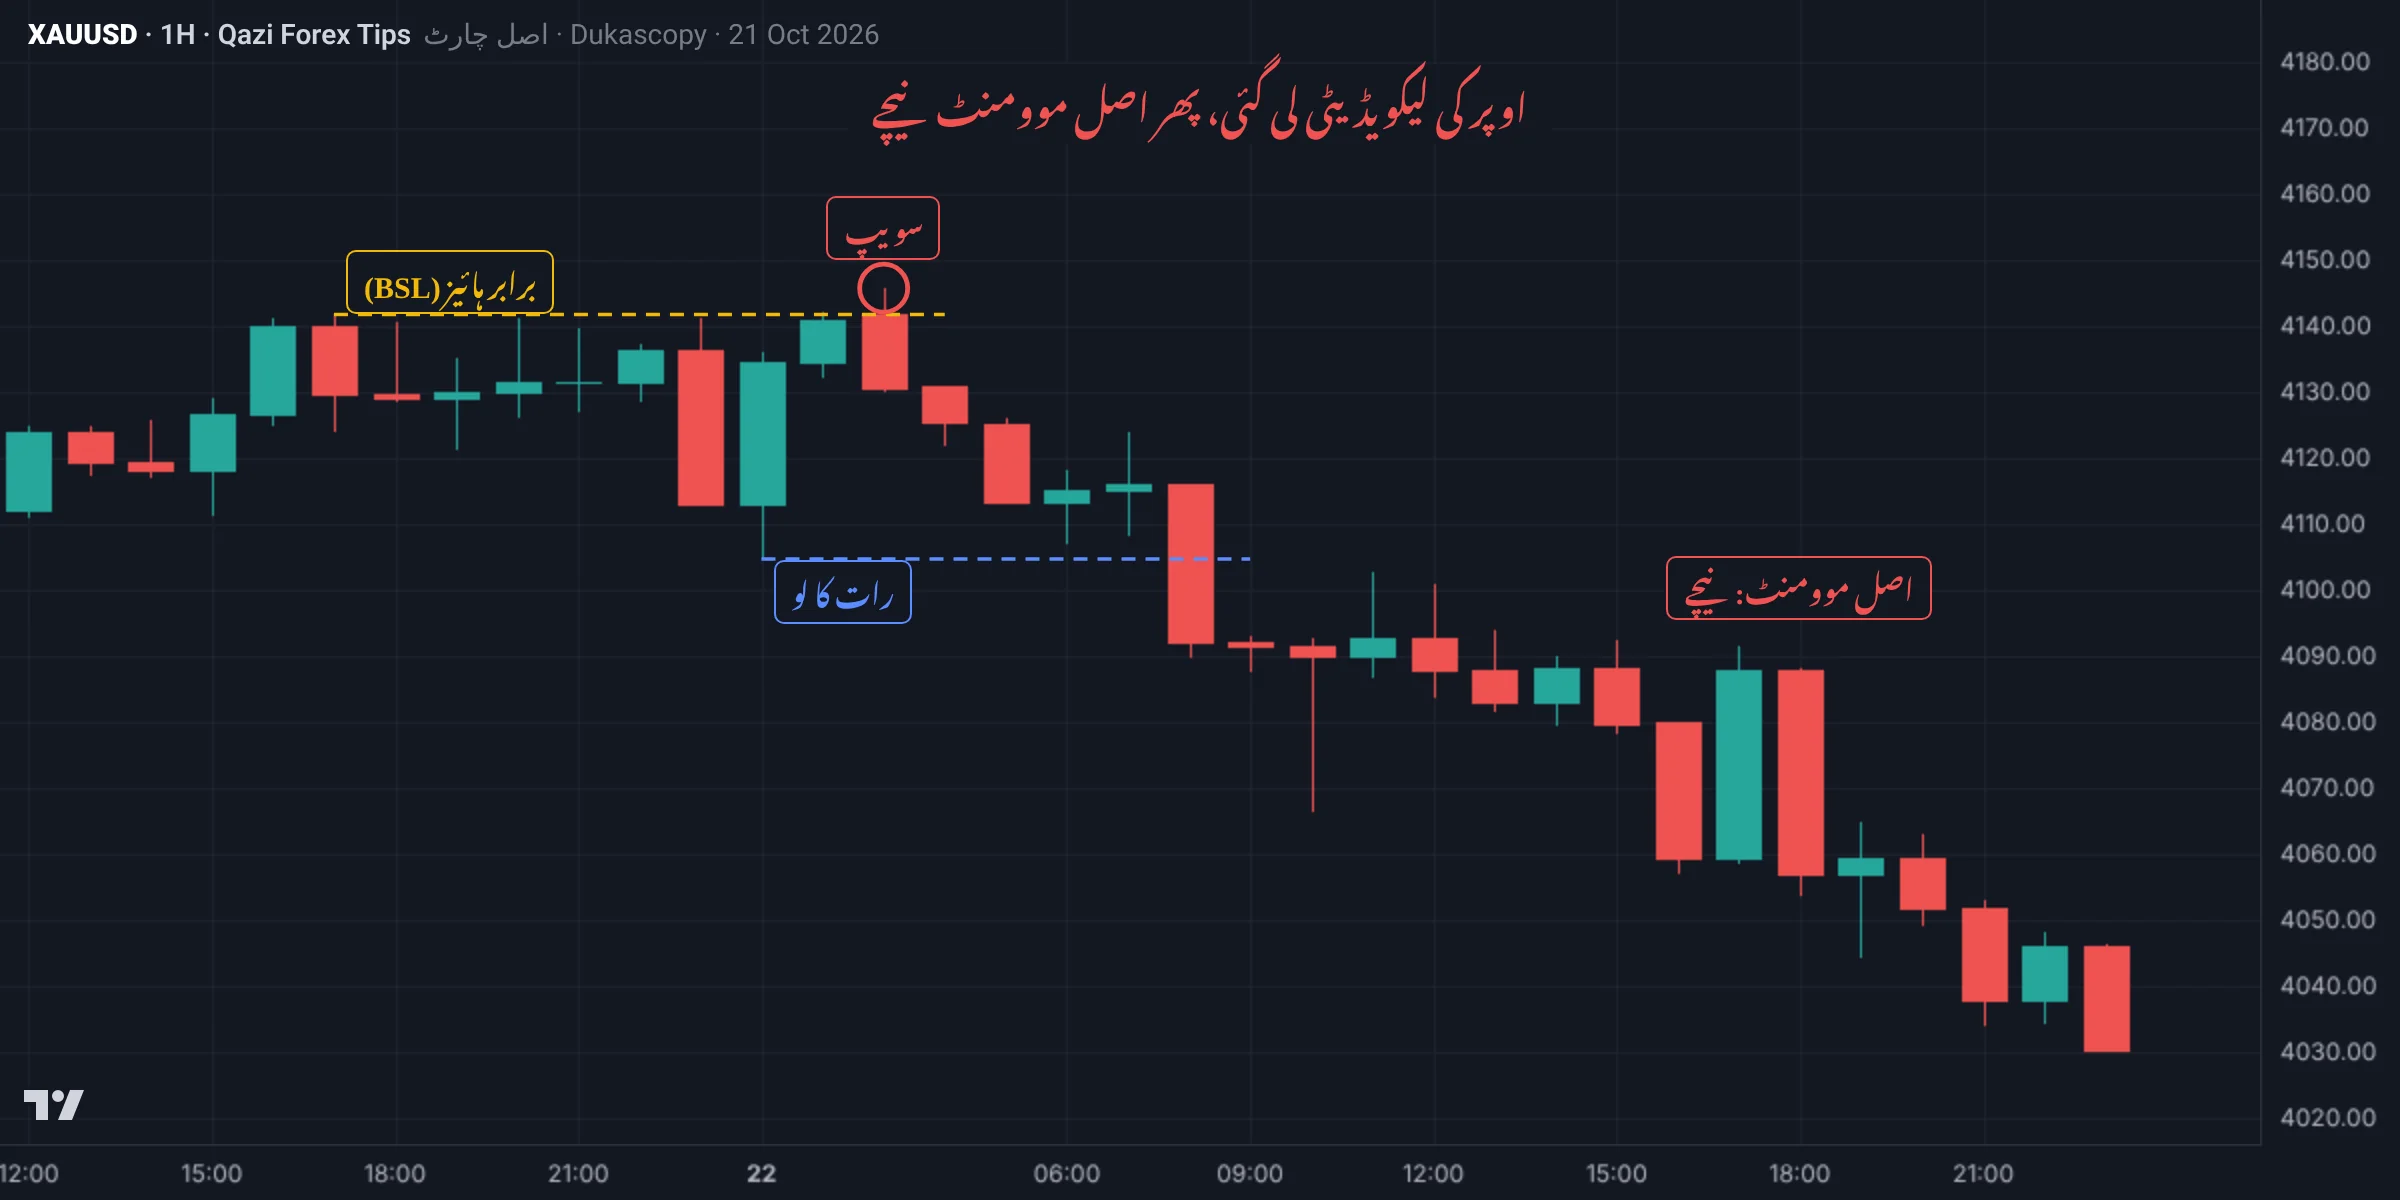 XAUUSD · 1H · Qazi Forex Tips اصل چارٹ · Dukascopy · 21 Oct 2026
اوپر کی لیکویڈیٹی لی گئی، پھر اصل موومنٹ نیچے
سویپ
برابر ہائیز (BSL)
رات کا لو
اصل موومنٹ: نیچے
4180.00
4170.00
4160.00
4150.00
4140.00
4130.00
4120.00
4110.00
4100.00
4090.00
4080.00
4070.00
4060.00
4050.00
4040.00
4030.00
4020.00
12:00 15:00 18:00 21:00 22 06:00 09:00 12:00 15:00 18:00 21:00